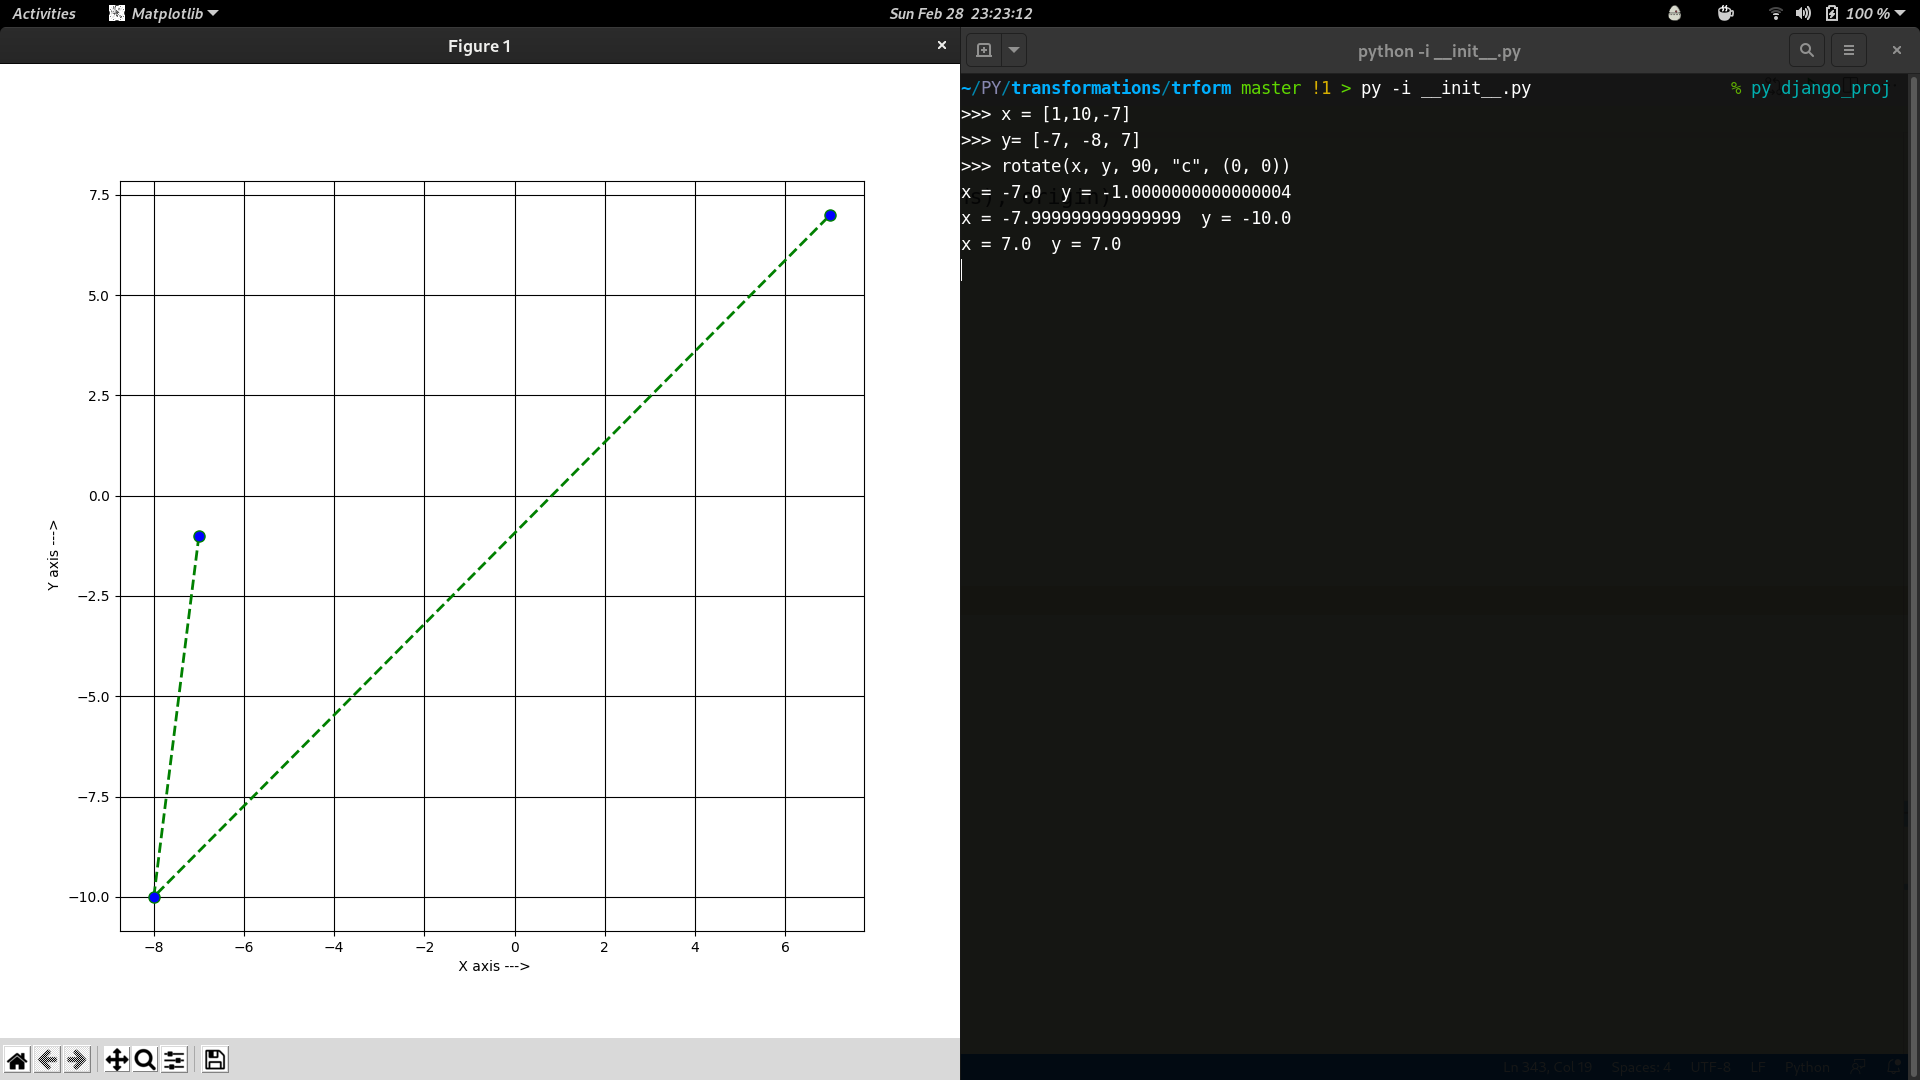 Activities Matplotlib Sun Feb 28 23:23:12 100 %
Figure 1
7.5
5.0
2.5
0.0
−2.5
−5.0
−7.5
−10.0
Y axis --->
−8 −6 −4 −2 0 2 4 6
X axis --->
python -i __init__.py
~/PY/transformations/trform master !1 > py -i __init__.py % py django_proj
>>> x = [1,10,-7]
>>> y= [-7, -8, 7]
>>> rotate(x, y, 90, "c", (0, 0))
x = -7.0  y = -1.0000000000000004
x = -7.999999999999999  y = -10.0
x = 7.0  y = 7.0
Ln 343, Col 19 Spaces: 4 UTF-8 LF Python